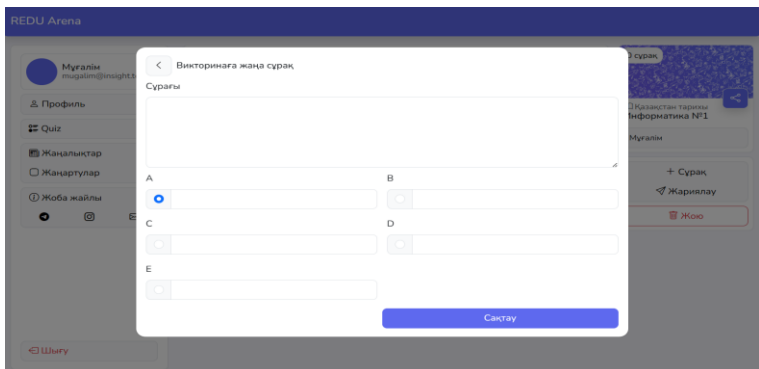 REDU Arena
Мұғалім
mugalim@insight.t
Профиль
Quiz
Жаңалықтар
Жаңартулар
Жоба жайлы
Шығу
Викторинаға жаңа сұрақ
Сұрағы
A
B
C
D
E
Сақтау
0 сұрақ
Қазақстан тарихы
Информатика №1
Мұғалім
+ Сұрақ
Жариялау
Жою